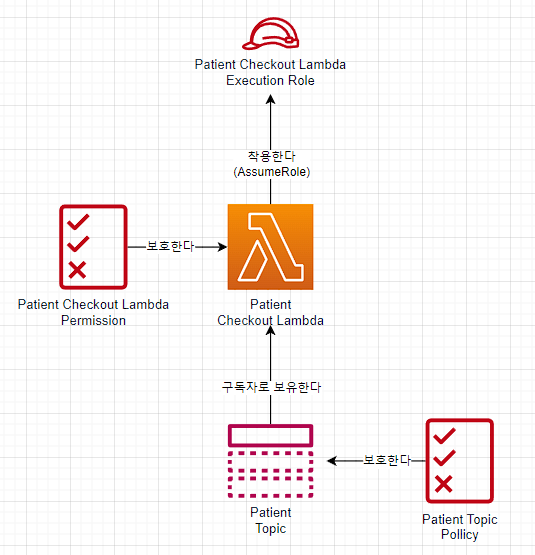 Patient Checkout Lambda
Execution Role
착용한다
(AssumeRole)
보호한다
Patient Checkout Lambda
Permission
Patient
Checkout Lambda
구독자로 보유한다
보호한다
Patient
Topic
Patient Topic
Pollicy